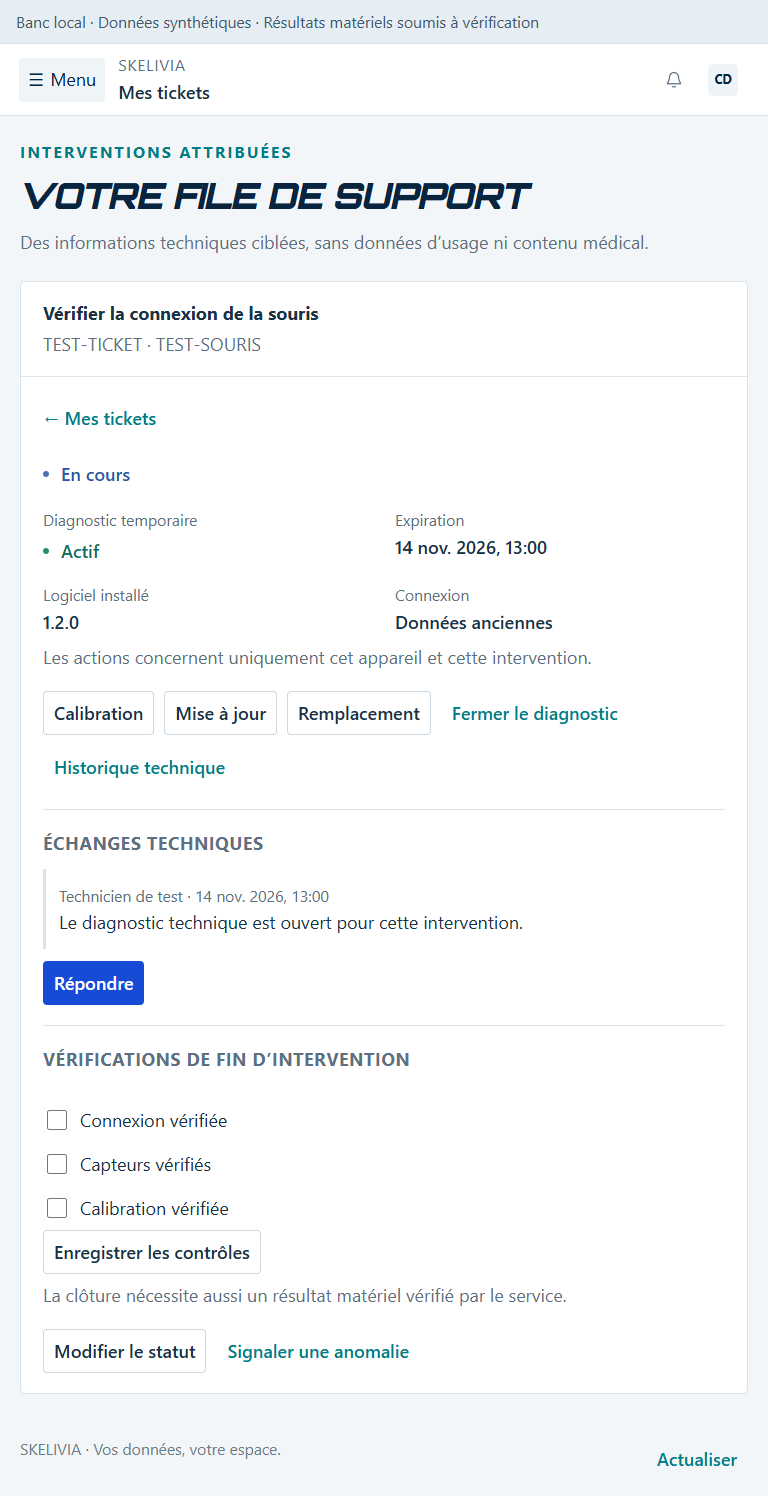 Banc local · Données synthétiques · Résultats matériels soumis à vérification
☰ Menu
SKELIVIA
Mes tickets
CD
INTERVENTIONS ATTRIBUÉES
VOTRE FILE DE SUPPORT
Des informations techniques ciblées, sans données d’usage ni contenu médical.
Vérifier la connexion de la souris
TEST-TICKET · TEST-SOURIS
← Mes tickets
• En cours
Diagnostic temporaire
• Actif
Expiration
14 nov. 2026, 13:00
Logiciel installé
1.2.0
Connexion
Données anciennes
Les actions concernent uniquement cet appareil et cette intervention.
Calibration Mise à jour Remplacement Fermer le diagnostic
Historique technique
ÉCHANGES TECHNIQUES
Technicien de test · 14 nov. 2026, 13:00
Le diagnostic technique est ouvert pour cette intervention.
Répondre
VÉRIFICATIONS DE FIN D’INTERVENTION
Connexion vérifiée
Capteurs vérifiés
Calibration vérifiée
Enregistrer les contrôles
La clôture nécessite aussi un résultat matériel vérifié par le service.
Modifier le statut Signaler une anomalie
SKELIVIA · Vos données, votre espace.
Actualiser